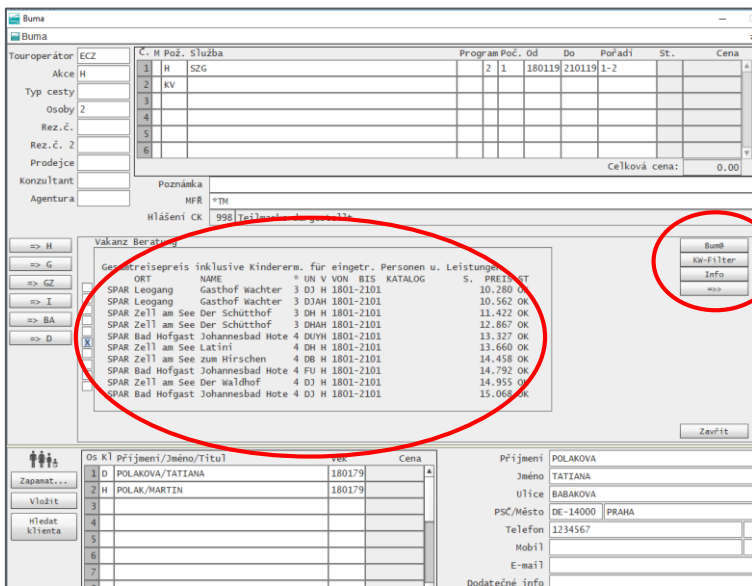 Buma
Buma
Touroperátor ECZ
Akce H
Typ cesty
Osoby 2
Rez.č.
Rez.č. 2
Prodejce
Konzultant
Agentura
Č. M Pož. Služba Program Poč. Od Do Pořadí St. Cena
1 H SZG 2 1 180119 210119 1-2
2 KV
3
4
5
6
Celková cena: 0.00
Poznámka
MFŘ *TM
Hlášení CK 998 Teilmaske dargestellt
=> H
=> G
=> GZ
=> I
=> BA
=> D
Vakanz Beratung
Gesamtreisepreis inklusive Kindererm. für eingetr. Personen u. Leistungen
ORT NAME * UN V VON BIS KATALOG S. PREIS ST
SPAR Leogang Gasthof Wachter 3 DJ H 1801-2101 10.280 OK
SPAR Leogang Gasthof Wachter 3 DJAH 1801-2101 10.562 OK
SPAR Zell am See Der Schütthof 3 DH H 1801-2101 11.422 OK
SPAR Zell am See Der Schütthof 3 DHAH 1801-2101 12.867 OK
SPAR Bad Hofgast Johannesbad Hote 4 DUYH 1801-2101 13.327 OK
X SPAR Zell am See Latini 4 DH H 1801-2101 13.660 OK
SPAR Zell am See zum Hirschen 4 DB H 1801-2101 14.458 OK
SPAR Bad Hofgast Johannesbad Hote 4 FU H 1801-2101 14.792 OK
SPAR Zell am See Der Waldhof 4 DJ H 1801-2101 14.955 OK
SPAR Bad Hofgast Johannesbad Hote 4 DJ H 1801-2101 15.068 OK
Bum@
KW-Filter
Info
=>>
Zavřít
Zapamat...
Vložit
Hledat klienta
Os Kl Příjmení/Jméno/Titul Věk Cena
1 D POLAKOVA/TATIANA 180179
2 H POLAK/MARTIN 180179
3
4
5
6
7
Příjmení POLAKOVA
Jméno TATIANA
Ulice BABAKOVA
PSČ/Město DE-14000 PRAHA
Telefon 1234567
Mobil
E-mail
Dodatečné info